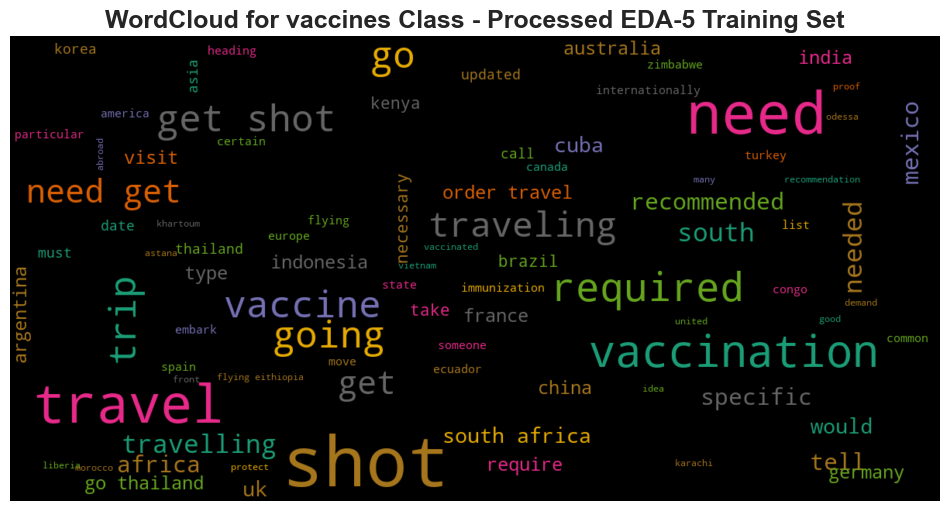 WordCloud for vaccines Class - Processed EDA-5 Training Set
korea
heading
go
australia
india
asia
updated
zimbabwe
proof
america
kenya
internationally
need
mexico
get shot
odessa
particular
certain
cuba
abroad
visit
call
turkey
canada
need get
necessary
order travel
many
recommendation
recommended
needed
date
khartoum
flying
traveling
south
list
europe
must
astana
thailand
vaccinated
type
indonesia
vietnam
brazil
argentina
trip
state
immunization
required
congo
vaccine
take
france
demand
embark
going
united
good
someone
vaccination
common
spain
move
front
flying eithiopia
ecuador
get
china
idea
specific
travel
would
travelling
south africa
shot
liberia
morocco
africa
protect
require
karachi
tell
germany
go thailand
uk